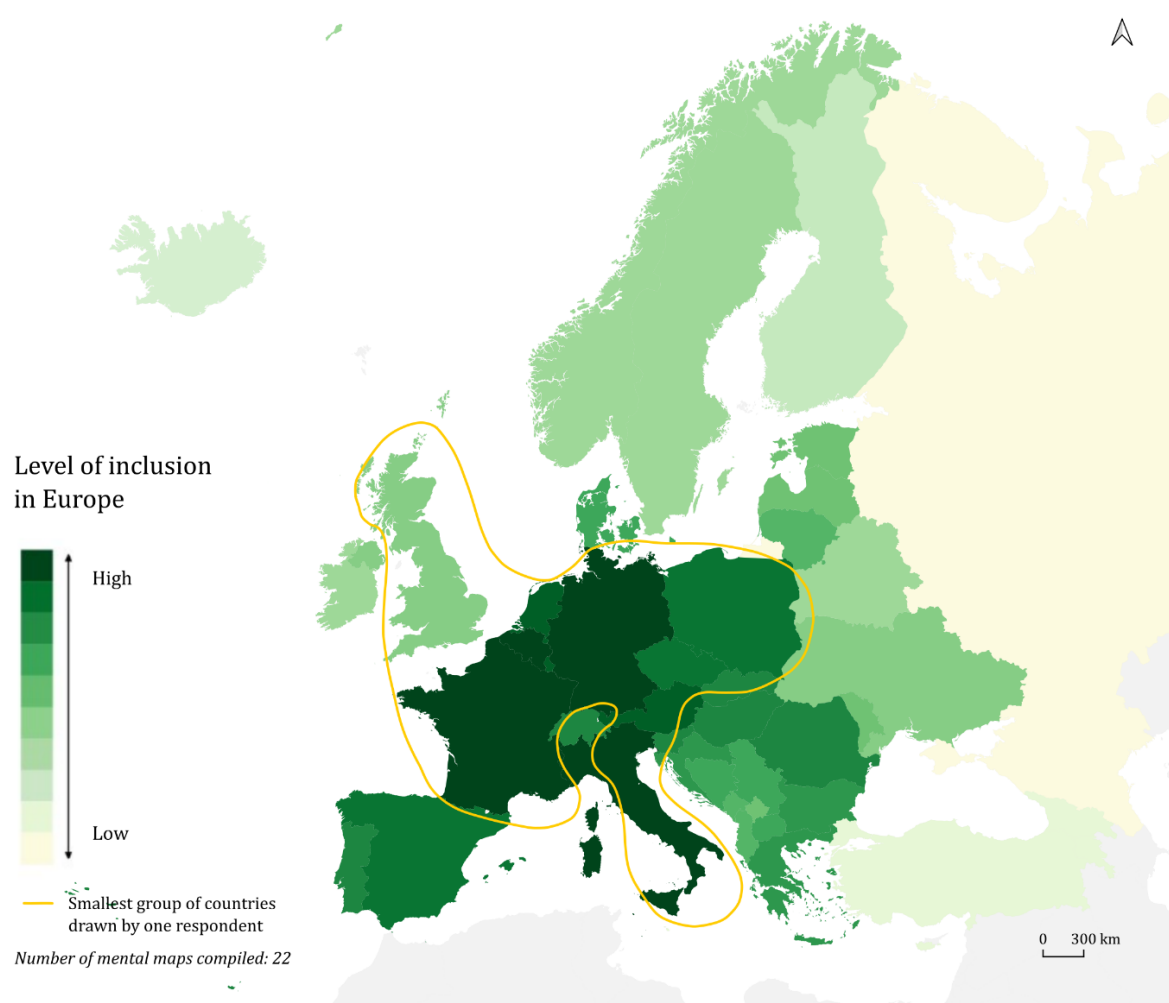 Level of inclusion
in Europe
High
Low
Smallest group of countries
drawn by one respondent
Number of mental maps compiled: 22
0 300 km